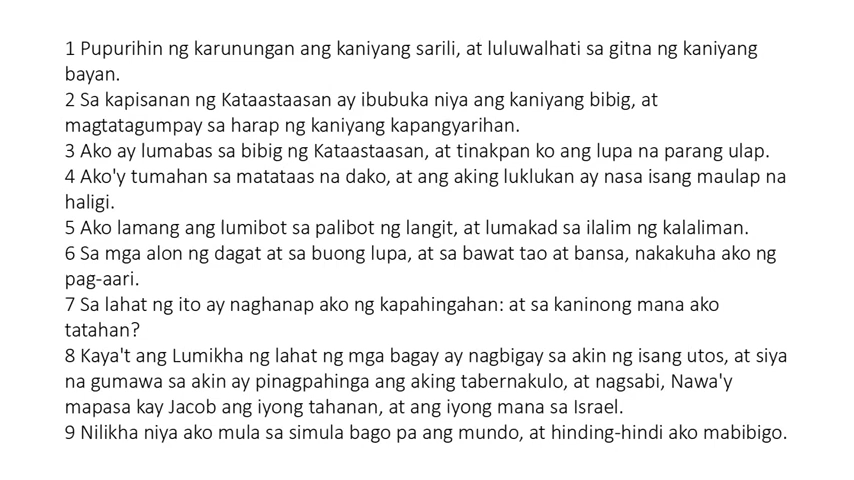 1 Pupurihin ng karunungan ang kaniyang sarili, at luluwalhati sa gitna ng kaniyang
bayan.
2 Sa kapisanan ng Kataastaasan ay ibubuka niya ang kaniyang bibig, at
magtatagumpay sa harap ng kaniyang kapangyarihan.
3 Ako ay lumabas sa bibig ng Kataastaasan, at tinakpan ko ang lupa na parang ulap.
4 Ako'y tumahan sa matataas na dako, at ang aking luklukan ay nasa isang maulap na
haligi.
5 Ako lamang ang lumibot sa palibot ng langit, at lumakad sa ilalim ng kalaliman.
6 Sa mga alon ng dagat at sa buong lupa, at sa bawat tao at bansa, nakakuha ako ng
pag-aari.
7 Sa lahat ng ito ay naghanap ako ng kapahingahan: at sa kaninong mana ako
tatahan?
8 Kaya't ang Lumikha ng lahat ng mga bagay ay nagbigay sa akin ng isang utos, at siya
na gumawa sa akin ay pinagpahinga ang aking tabernakulo, at nagsabi, Nawa'y
mapasa kay Jacob ang iyong tahanan, at ang iyong mana sa Israel.
9 Nilikha niya ako mula sa simula bago pa ang mundo, at hinding-hindi ako mabibigo.